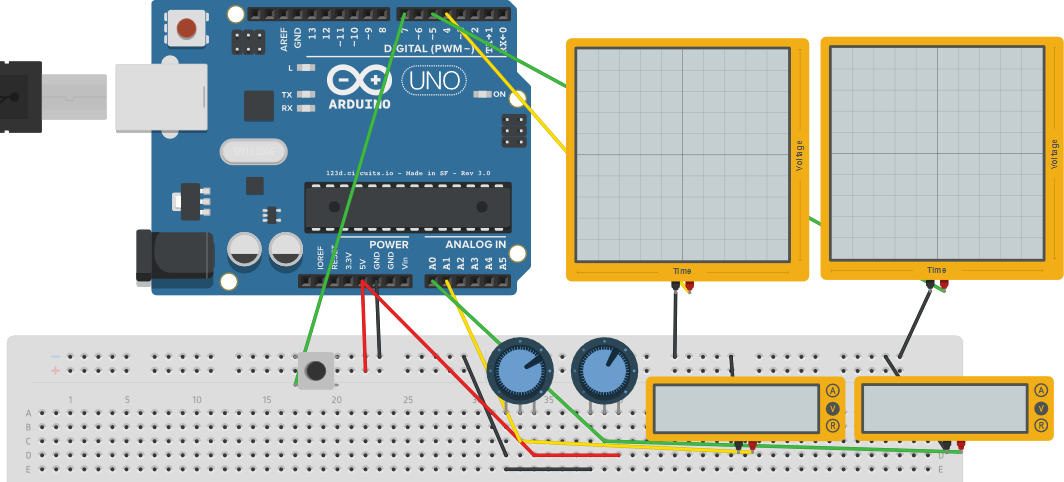 AREF
GND
13
12
~11
~10
~9
8
7
~6
~5
4
2
TX→1
RX←0
DIGITAL (PWM~)
L
TX
RX
UNO
ON
ARDUINO
123d.circuits.io - Made in SF - Rev 3.0
POWER
ANALOG IN
IOREF
RESET
3.3V
5V
GND
GND
Vin
A0
A1
A2
A3
A4
A5
Voltage
Time
Voltage
Time
1
5
10
15
20
25
35
A
B
C
D
E
A
V
R
A
V
R
D
E